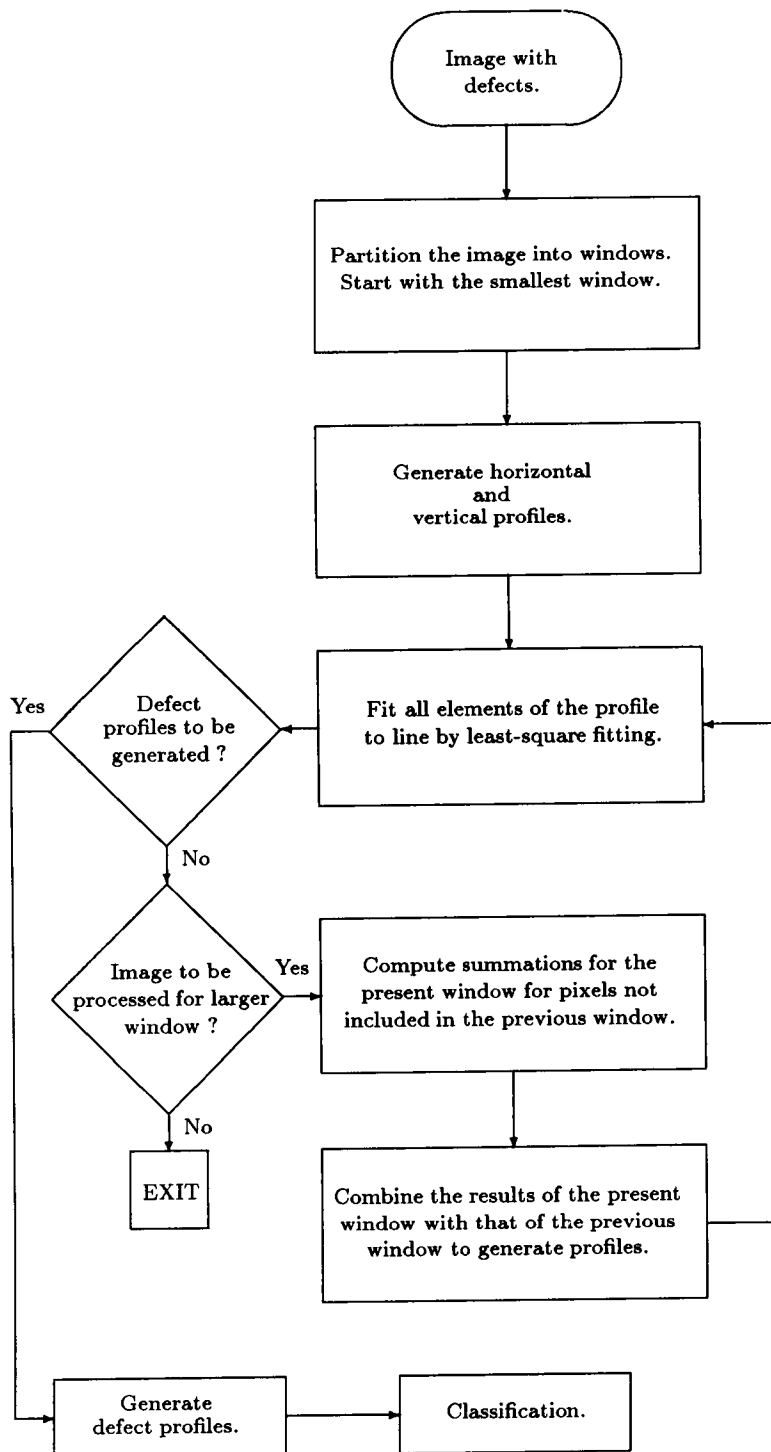 Image with
defects.
Partition the image into windows.
Start with the smallest window.
Generate horizontal
and
vertical profiles.
Fit all elements of the profile
to line by least-square fitting.
Defect
profiles to be
generated ?
Yes
No
Image to be
processed for larger
window ?
Yes
No
EXIT
Compute summations for the
present window for pixels not
included in the previous window.
Combine the results of the present
window with that of the previous
window to generate profiles.
Generate
defect profiles.
Classification.